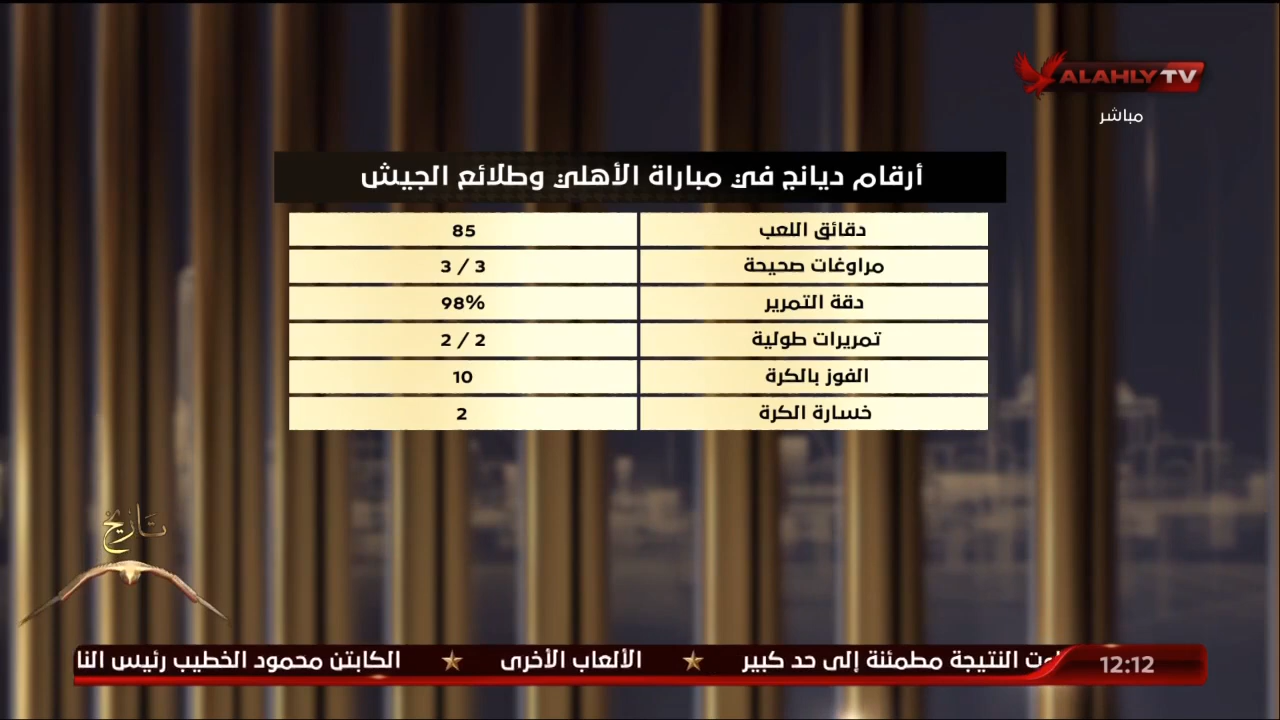 ALAHLY TV
مباشر
أرقام ديانج في مباراة الأهلي وطلائع الجيش
دقائق اللعب 85
مراوغات صحيحة 3 / 3
دقة التمرير 98%
تمريرات طولية 2 / 2
الفوز بالكرة 10
خسارة الكرة 2
تاريخ
12:12 النتيجة مطمئنة إلى حد كبير الألعاب الأخرى الكابتن محمود الخطيب رئيس النا